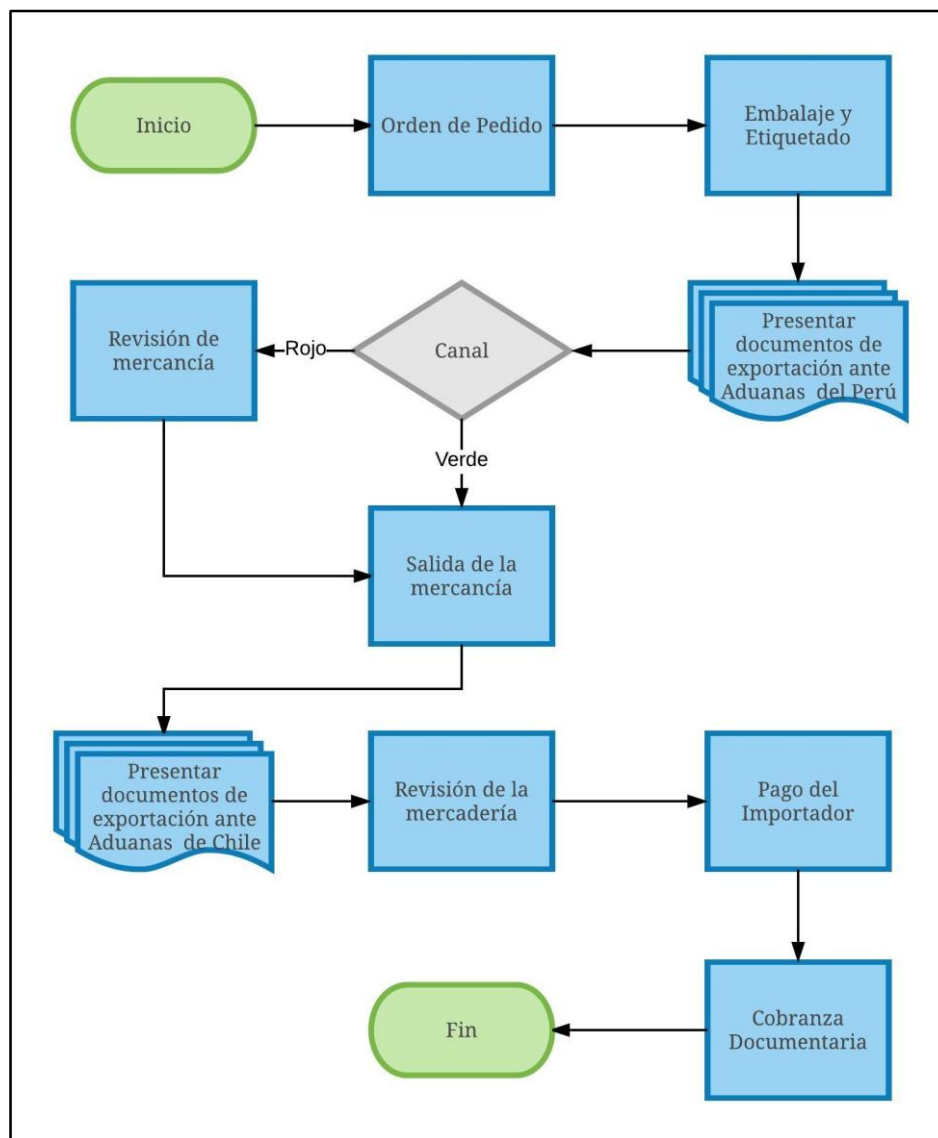 Inicio
Orden de Pedido
Embalaje y
Etiquetado
Revisión de
mercancía
Rojo
Canal
Presentar
documentos de
exportación ante
Aduanas del Perú
Verde
Salida de la
mercancía
Presentar
documentos de
exportación ante
Aduanas de Chile
Revisión de la
mercadería
Pago del
Importador
Fin
Cobranza
Documentaria